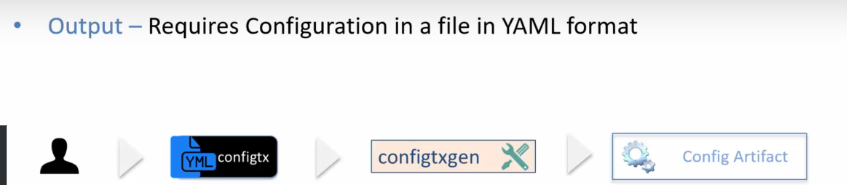 • Output – Requires Configuration in a file in YAML format
YML configtx
configtxgen
Config Artifact